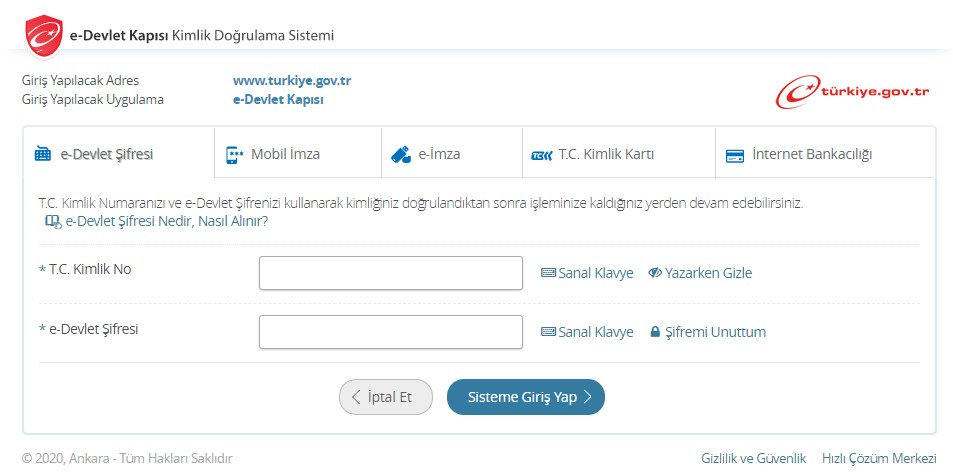 e-Devlet Kapısı Kimlik Doğrulama Sistemi
Giriş Yapılacak Adres www.turkiye.gov.tr
Giriş Yapılacak Uygulama e-Devlet Kapısı
türkiye.gov.tr
e-Devlet Şifresi Mobil İmza e-İmza T.C. Kimlik Kartı İnternet Bankacılığı
T.C. Kimlik Numaranızı ve e-Devlet Şifrenizi kullanarak kimliğiniz doğrulandıktan sonra işleminize kaldığınız yerden devam edebilirsiniz.
e-Devlet Şifresi Nedir, Nasıl Alınır?
* T.C. Kimlik No Sanal Klavye Yazarken Gizle
* e-Devlet Şifresi Sanal Klavye Şifremi Unuttum
İptal Et Sisteme Giriş Yap
© 2020, Ankara - Tüm Hakları Saklıdır Gizlilik ve Güvenlik Hızlı Çözüm Merkezi